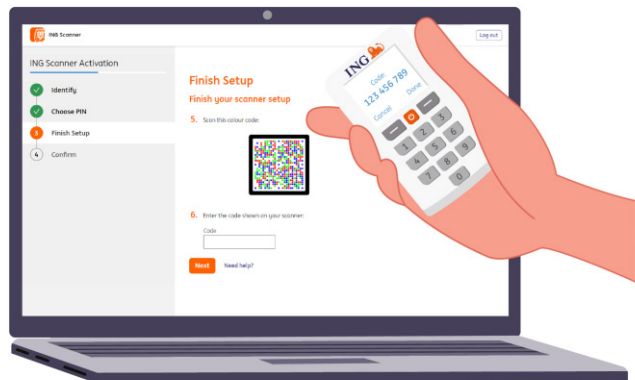 ING Scanner
Log out
ING Scanner Activation
Identify
Choose PIN
3 Finish Setup
4 Confirm
Finish Setup
Finish your scanner setup
5. Scan this colour code:
6. Enter the code shown on your scanner:
Code
Next Need help?
ING
Code:
123 456 789
Cancel Done
1 2 3
4 5 6
7 8 9
0